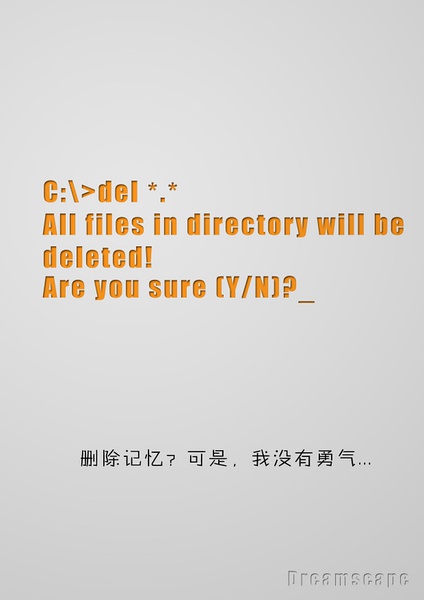 C:\>del *.*
All files in directory will be
deleted!
Are you sure (Y/N)?_
删除记忆？可是，我没有勇气...
Dreamscape